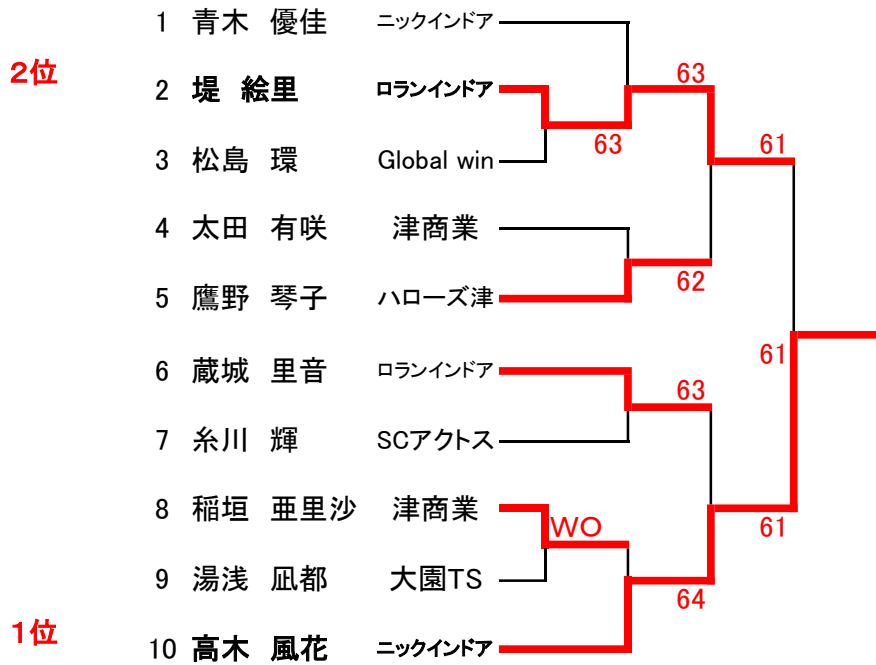 1 青木 優佳 ニックインドア
2位
63
2 堤 絵里 ロランインドア
63
61
3 松島 環 Global win
4 太田 有咲 津商業
62
5 鷹野 琴子 ハローズ津
61
6 蔵城 里音 ロランインドア
63
7 糸川 輝 SCアクトス
8 稲垣 亜里沙 津商業
WO
61
9 湯浅 凪都 大園TS
64
1位
10 高木 風花 ニックインドア